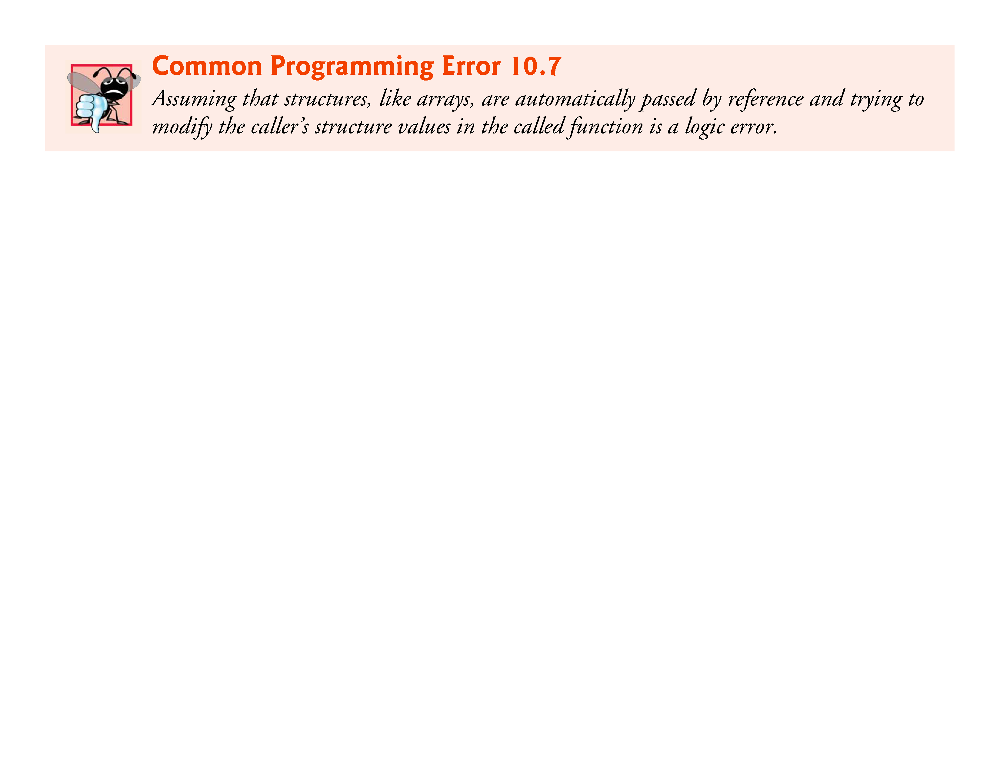 Common Programming Error 10.7
Assuming that structures, like arrays, are automatically passed by reference and trying to
modify the caller’s structure values in the called function is a logic error.